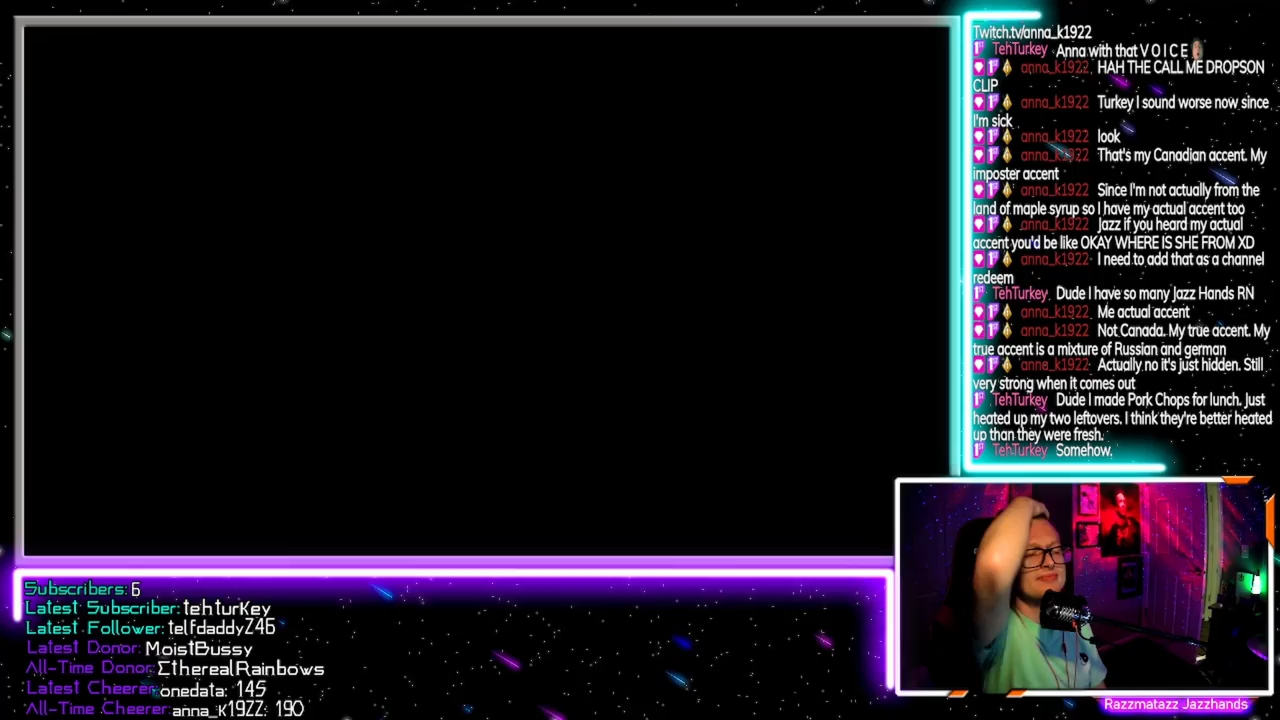 Twitch.tv/anna_k1922
TehTurkey Anna with that V O I C E
anna_k1922 HAH THE CALL ME DROPSON
CLIP
anna_k1922 Turkey I sound worse now since
I'm sick
anna_k1922 look
anna_k1922 That's my Canadian accent. My
imposter accent
anna_k1922 Since I'm not actually from the
land of maple syrup so I have my actual accent too
anna_k1922 Jazz if you heard my actual
accent you'd be like OKAY WHERE IS SHE FROM XD
anna_k1922 I need to add that as a channel
redeem
TehTurkey Dude I have so many Jazz Hands RN
anna_k1922 Me actual accent
anna_k1922 Not Canada. My true accent. My
true accent is a mixture of Russian and german
anna_k1922 Actually no it's just hidden. Still
very strong when it comes out
TehTurkey Dude I made Pork Chops for lunch. Just
heated up my two leftovers. I think they're better heated
up than they were fresh.
TehTurkey Somehow.
Subscribers: 6
Latest Subscriber: tehturkey
Latest Follower: telfdaddy246
Latest Donor: MoistBussy
All-Time Donor: EtherealRainbows
Latest Cheerer: onedata: 145
All-Time Cheerer: anna_k1922: 190
Razzmatazz Jazzhands